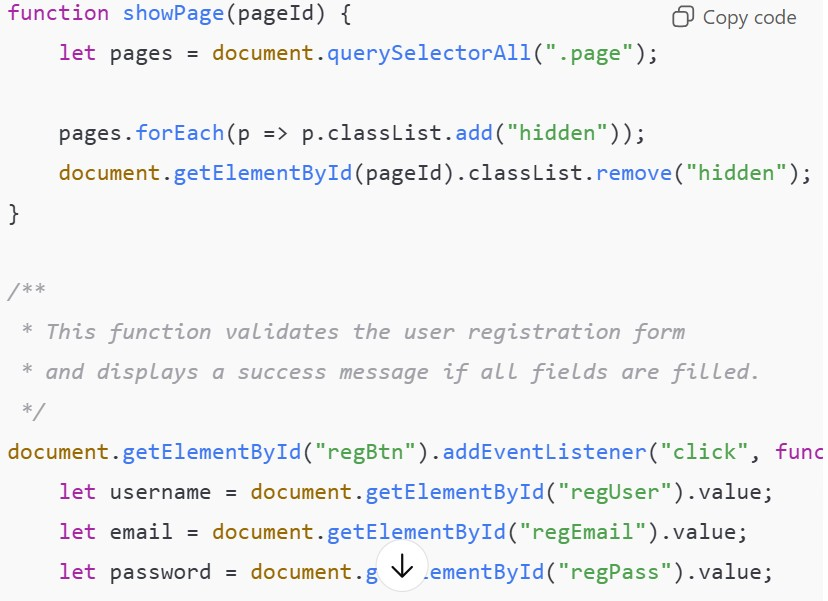 function showPage(pageId) {
Copy code
    let pages = document.querySelectorAll(".page");

    pages.forEach(p => p.classList.add("hidden"));
    document.getElementById(pageId).classList.remove("hidden");
}

/**
 * This function validates the user registration form
 * and displays a success message if all fields are filled.
 */
document.getElementById("regBtn").addEventListener("click", func
    let username = document.getElementById("regUser").value;
    let email = document.getElementById("regEmail").value;
    let password = document.g ementById("regPass").value;